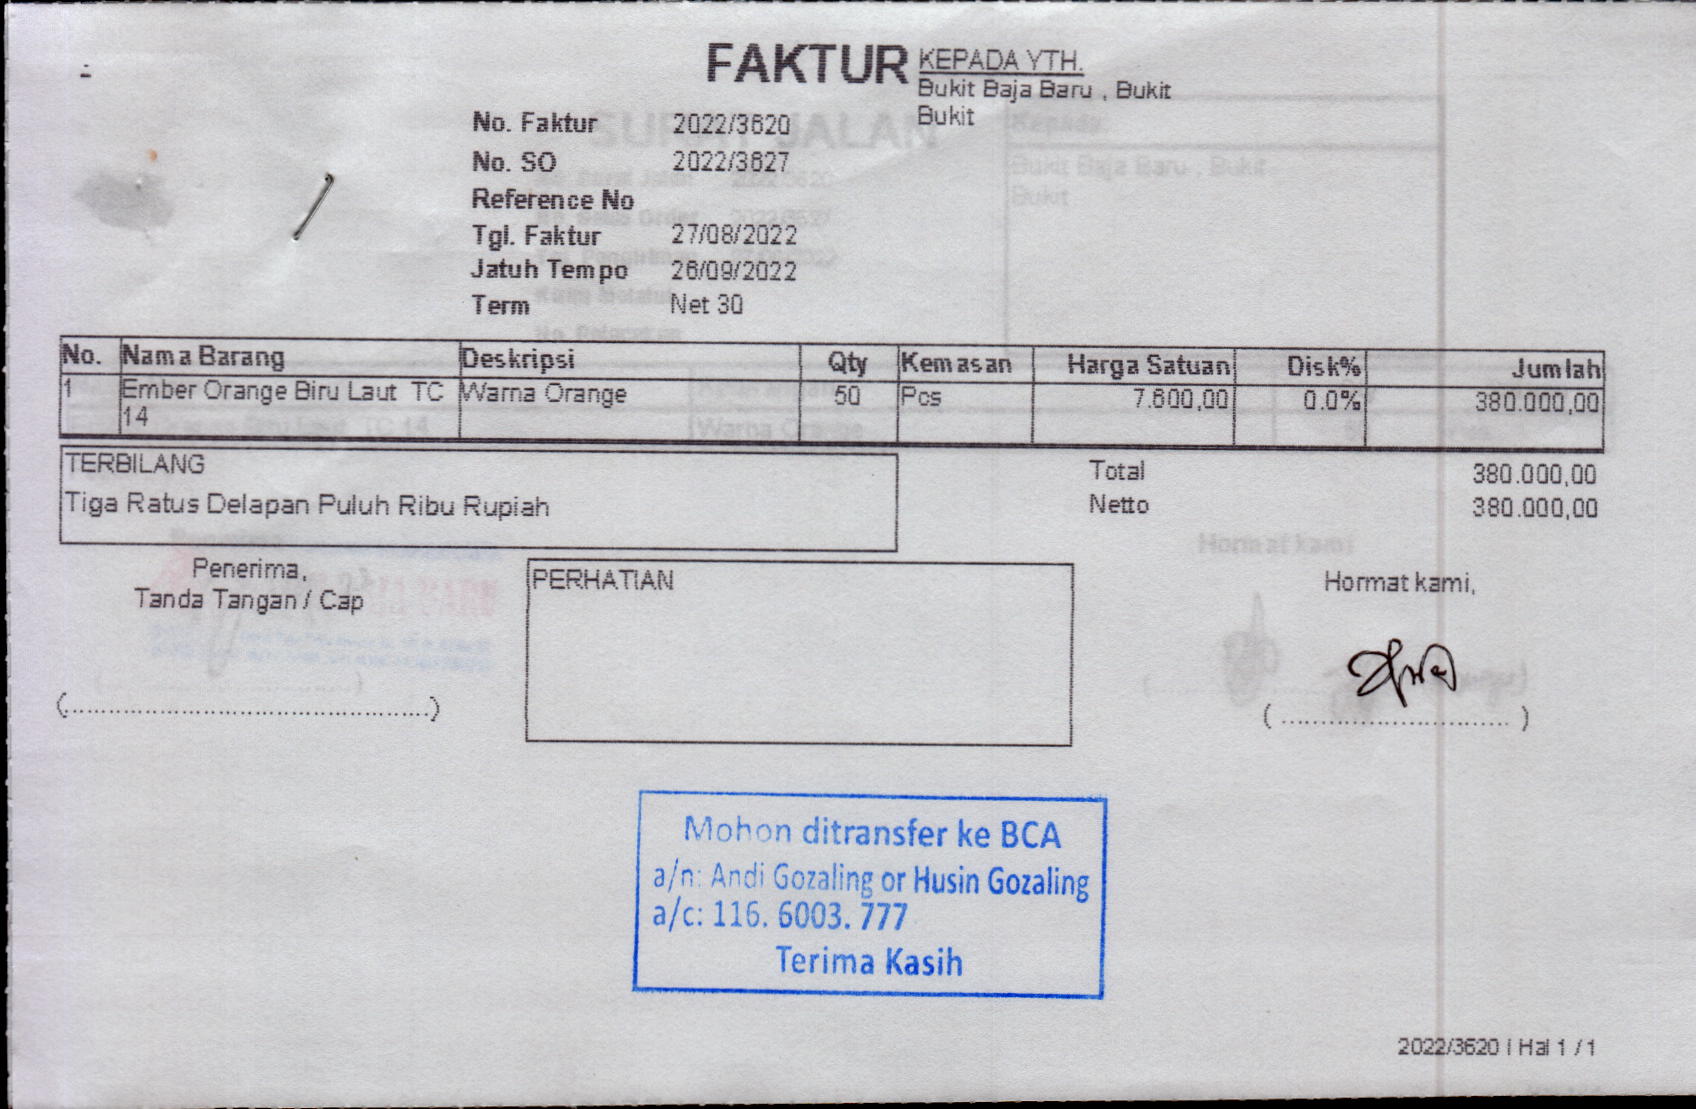 FAKTUR
KEPADA YTH.
Bukit Baja Baru , Bukit
Bukit
No. Faktur 2022/3620
No. SO 2022/3627
Reference No
Tgl. Faktur 27/08/2022
Jatuh Tempo 26/09/2022
Term Net 30
No. Nama Barang Deskripsi Qty Kemasan Harga Satuan Disk% Jumlah
1 Ember Orange Biru Laut TC Warna Orange 50 Pcs 7.600,00 0.0% 380.000,00
14
TERBILANG
Tiga Ratus Delapan Puluh Ribu Rupiah
Total 380.000,00
Netto 380.000,00
Penerima,
Tanda Tangan / Cap
PERHATIAN
Hormat kami,
(...............................................)
( ............................. )
Mohon ditransfer ke BCA
a/n: Andi Gozaling or Husin Gozaling
a/c: 116. 6003. 777
Terima Kasih
2022/3620 | Hal 1 / 1